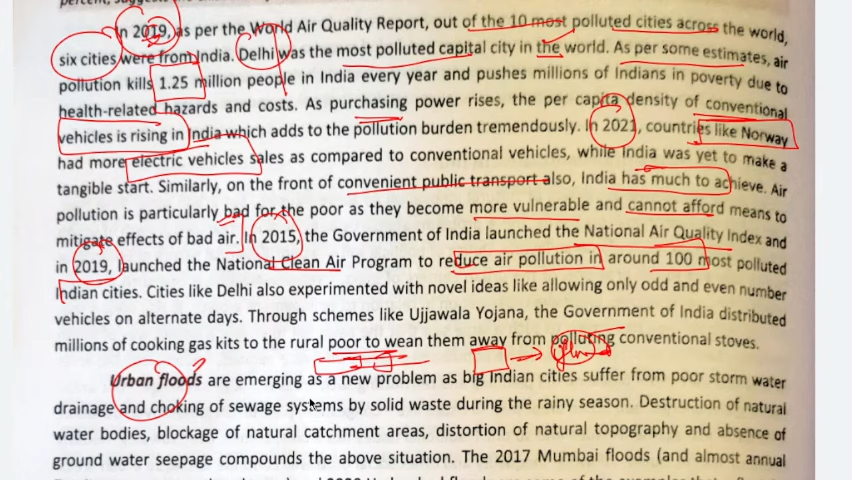 In 2019, as per the World Air Quality Report, out of the 10 most polluted cities across the world,
six cities were from India. Delhi was the most polluted capital city in the world. As per some estimates, air
pollution kills 1.25 million people in India every year and pushes millions of Indians in poverty due to
health-related hazards and costs. As purchasing power rises, the per capita density of conventional
vehicles is rising in India which adds to the pollution burden tremendously. In 2021, countries like Norway
had more electric vehicles sales as compared to conventional vehicles, while India was yet to make a
tangible start. Similarly, on the front of convenient public transport also, India has much to achieve. Air
pollution is particularly bad for the poor as they become more vulnerable and cannot afford means to
mitigate effects of bad air. In 2015, the Government of India launched the National Air Quality Index and
in 2019, launched the National Clean Air Program to reduce air pollution in around 100 most polluted
Indian cities. Cities like Delhi also experimented with novel ideas like allowing only odd and even number
vehicles on alternate days. Through schemes like Ujjawala Yojana, the Government of India distributed
millions of cooking gas kits to the rural poor to wean them away from polluting conventional stoves.
Urban floods are emerging as a new problem as big Indian cities suffer from poor storm water
drainage and choking of sewage systems by solid waste during the rainy season. Destruction of natural
water bodies, blockage of natural catchment areas, distortion of natural topography and absence of
ground water seepage compounds the above situation. The 2017 Mumbai floods (and almost annual